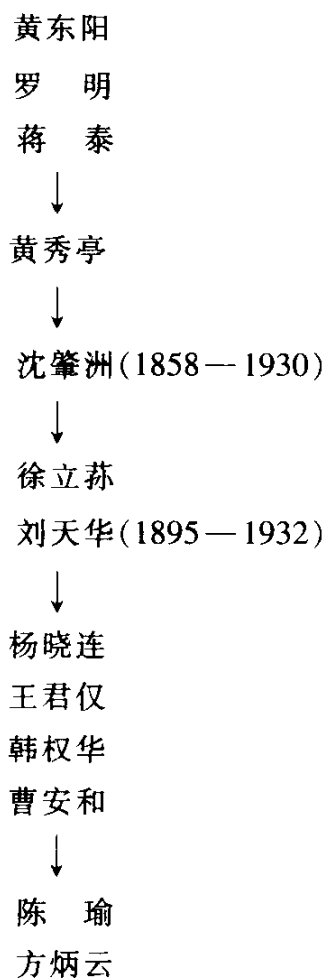 黄东阳
罗 明
蒋 泰
↓
黄秀亭
↓
沈肇洲(1858—1930)
↓
徐立荪
刘天华(1895—1932)
↓
杨晓连
王君仅
韩权华
曹安和
↓
陈 瑜
方炳云